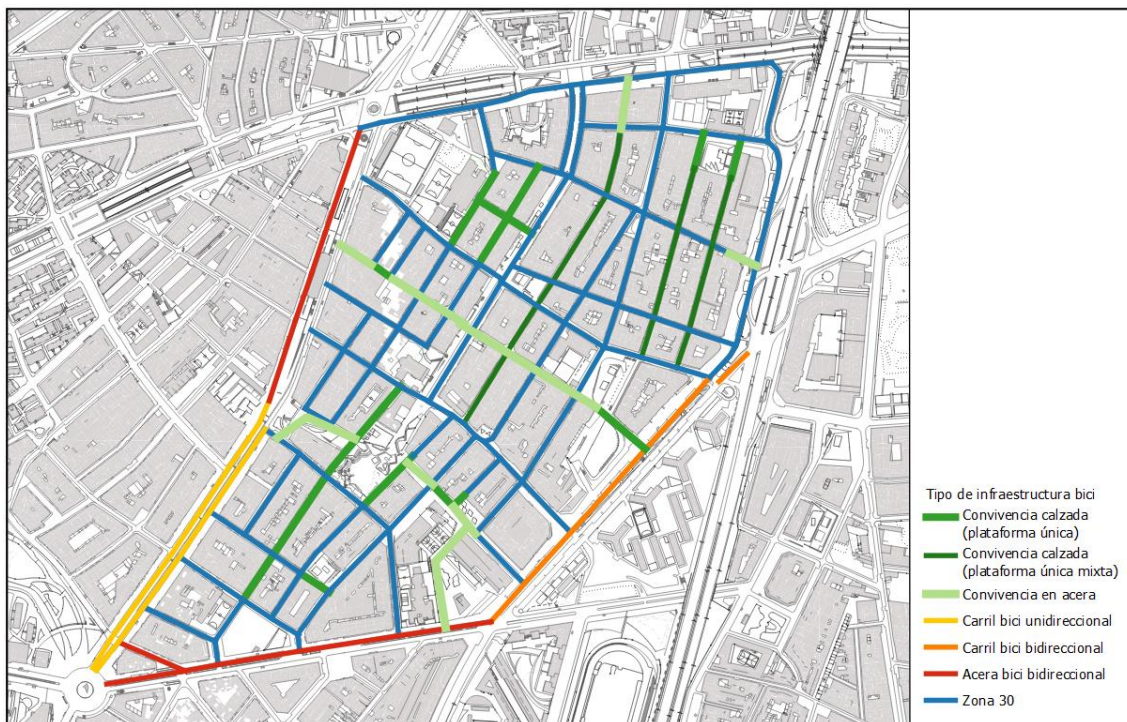 Tipo de infraestructura bici
Convivencia calzada
(plataforma única)
Convivencia calzada
(plataforma única mixta)
Convivencia en acera
Carril bici unidireccional
Carril bici bidireccional
Acera bici bidireccional
Zona 30